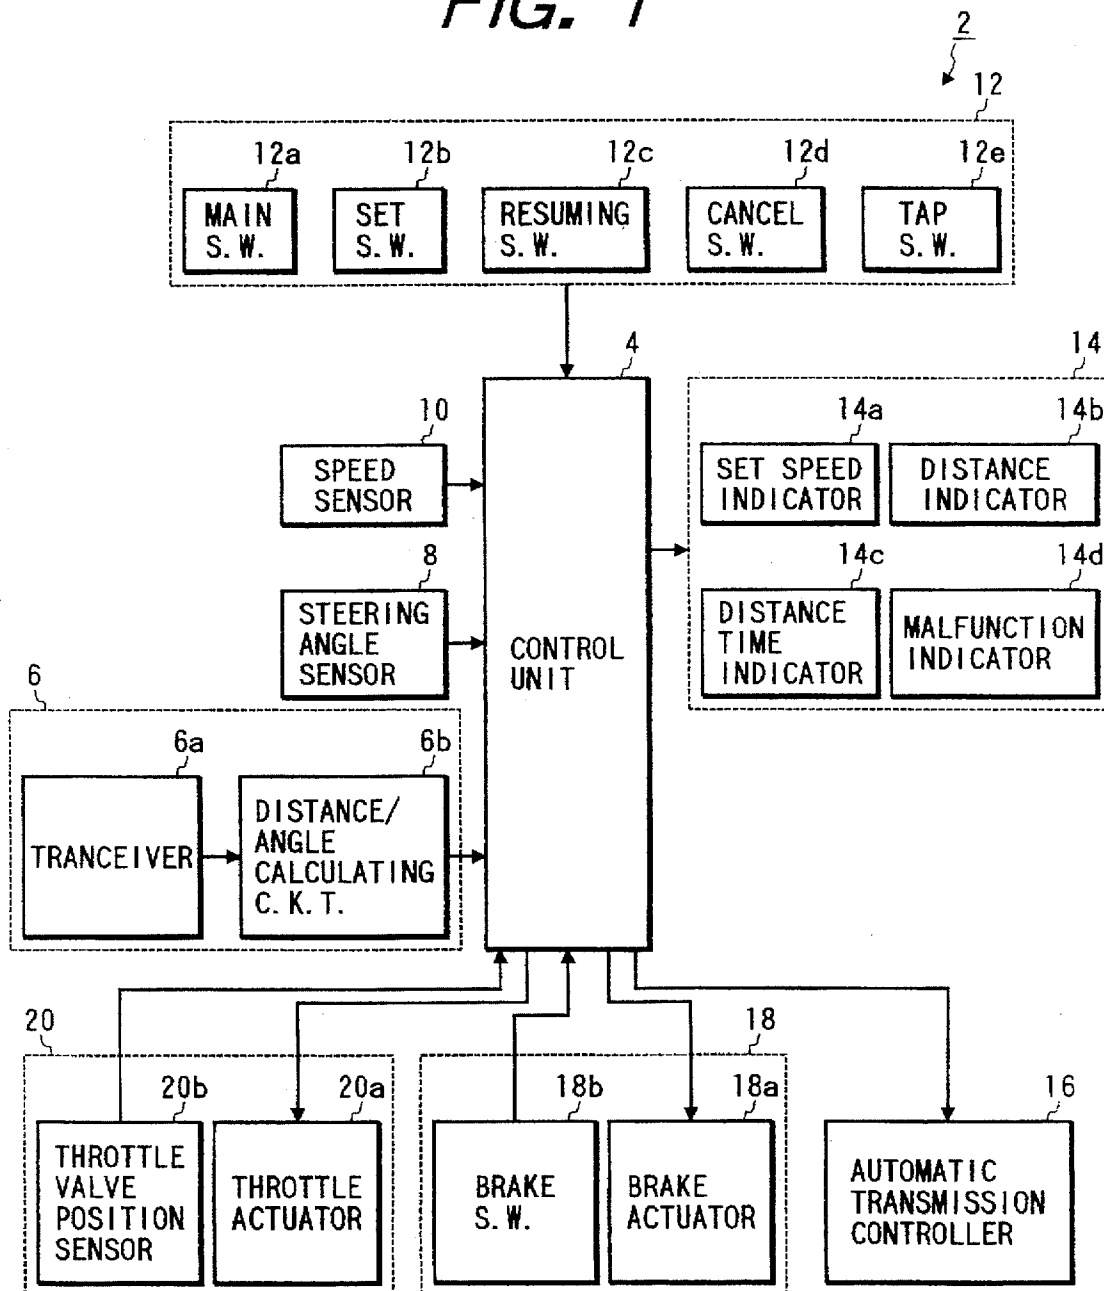 FIG. 1
2
12
12a
12b
12c
12d
12e
MAIN
S.W.
SET
S.W.
RESUMING
S.W.
CANCEL
S.W.
TAP
S.W.
4
14
10
14a
14b
SPEED
SENSOR
SET SPEED
INDICATOR
DISTANCE
INDICATOR
8
14c
14d
STEERING
ANGLE
SENSOR
CONTROL
UNIT
DISTANCE
TIME
INDICATOR
MALFUNCTION
INDICATOR
6
6a
6b
TRANCEIVER
DISTANCE/
ANGLE
CALCULATING
C.K.T.
20
18
20b
20a
18b
18a
16
THROTTLE
VALVE
POSITION
SENSOR
THROTTLE
ACTUATOR
BRAKE
S.W.
BRAKE
ACTUATOR
AUTOMATIC
TRANSMISSION
CONTROLLER